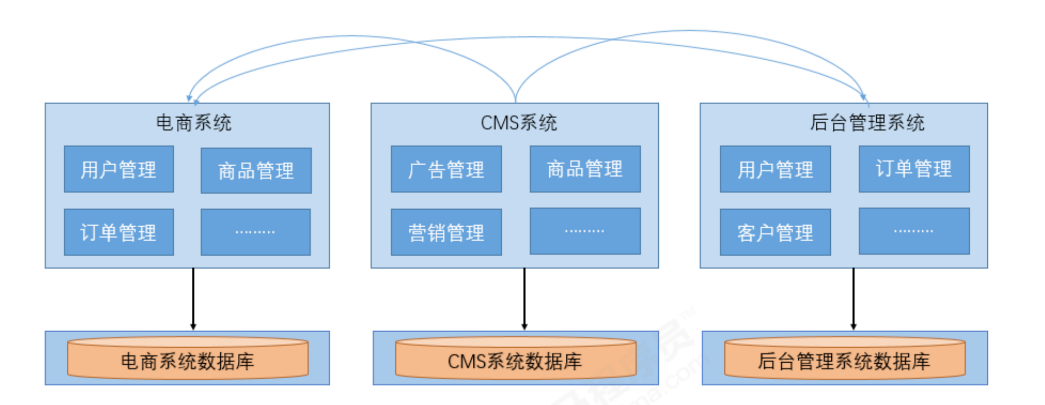 电商系统
用户管理
商品管理
订单管理
………
CMS系统
广告管理
商品管理
营销管理
………
后台管理系统
用户管理
订单管理
客户管理
………
电商系统数据库
CMS系统数据库
后台管理系统数据库